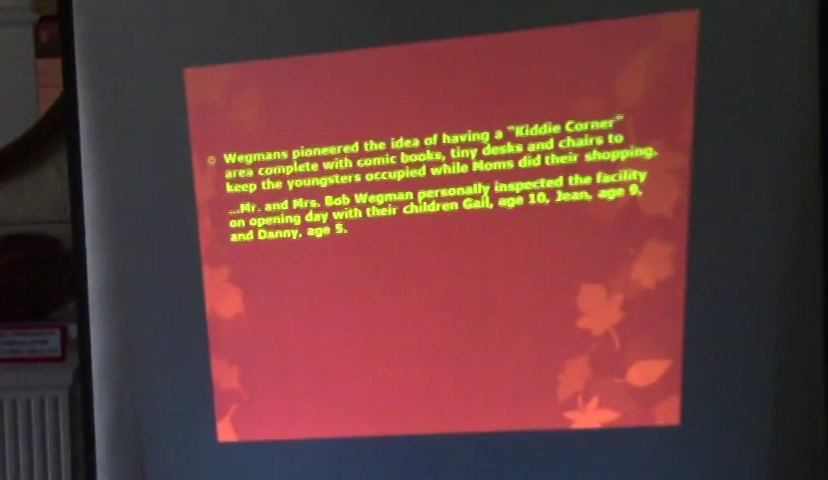 Wegmans pioneered the idea of having a "Kiddie Corner"
area complete with comic books, tiny desks and chairs to
keep the youngsters occupied while Moms did their shopping.
...Mr. and Mrs. Bob Wegman personally inspected the facility
on opening day with their children Gail, age 10, Jean, age 9,
and Danny, age 5.